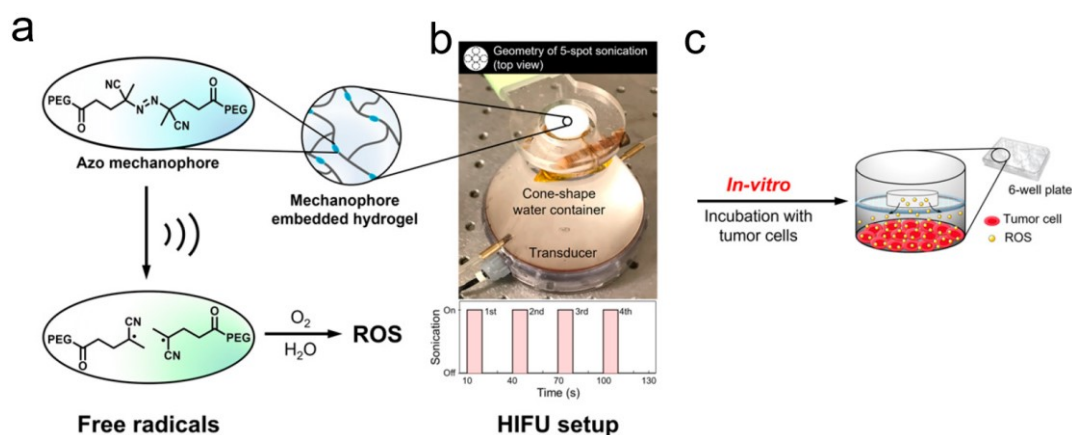 a
NC
O
PEG
N
N
PEG
O
CN
Azo mechanophore
Mechanophore
embedded hydrogel
CN
O
PEG
PEG
O
CN
O2
H2O
ROS
Free radicals
b
Geometry of 5-spot sonication
(top view)
Cone-shape
water container
Transducer
On
1st 2nd 3rd 4th
Sonication
Off
10 40 70 100 130
Time (s)
HIFU setup
c
In-vitro
Incubation with
tumor cells
6-well plate
Tumor cell
ROS